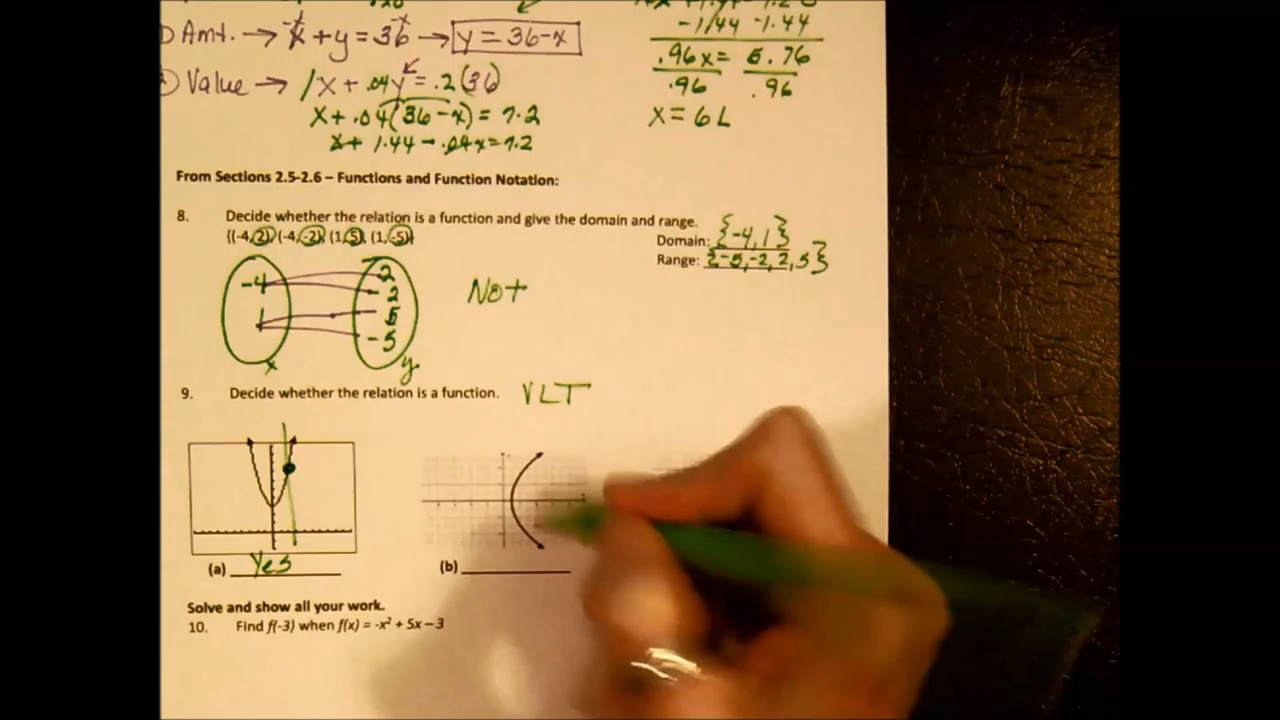 Amt. → x + y = 36 → y = 36-x
-x -x
-1.44 -1.44
.96x = 5.76
.96 .96
x = 6 L
Value → 1x + .04y = .2(36)
x + .04(36-x) = 7.2
x + 1.44 - .04x = 7.2
From Sections 2.5-2.6 – Functions and Function Notation:
8. Decide whether the relation is a function and give the domain and range.
{(-4,2), (-4,-2), (1,5), (1,-5)}
Domain: {-4,1}
Range: {-5,-2,2,5}
-4 2
1 5
-5
x y
Not
9. Decide whether the relation is a function. VLT
(a) Yes
(b)
Solve and show all your work.
10. Find f(-3) when f(x) = -x² + 5x – 3